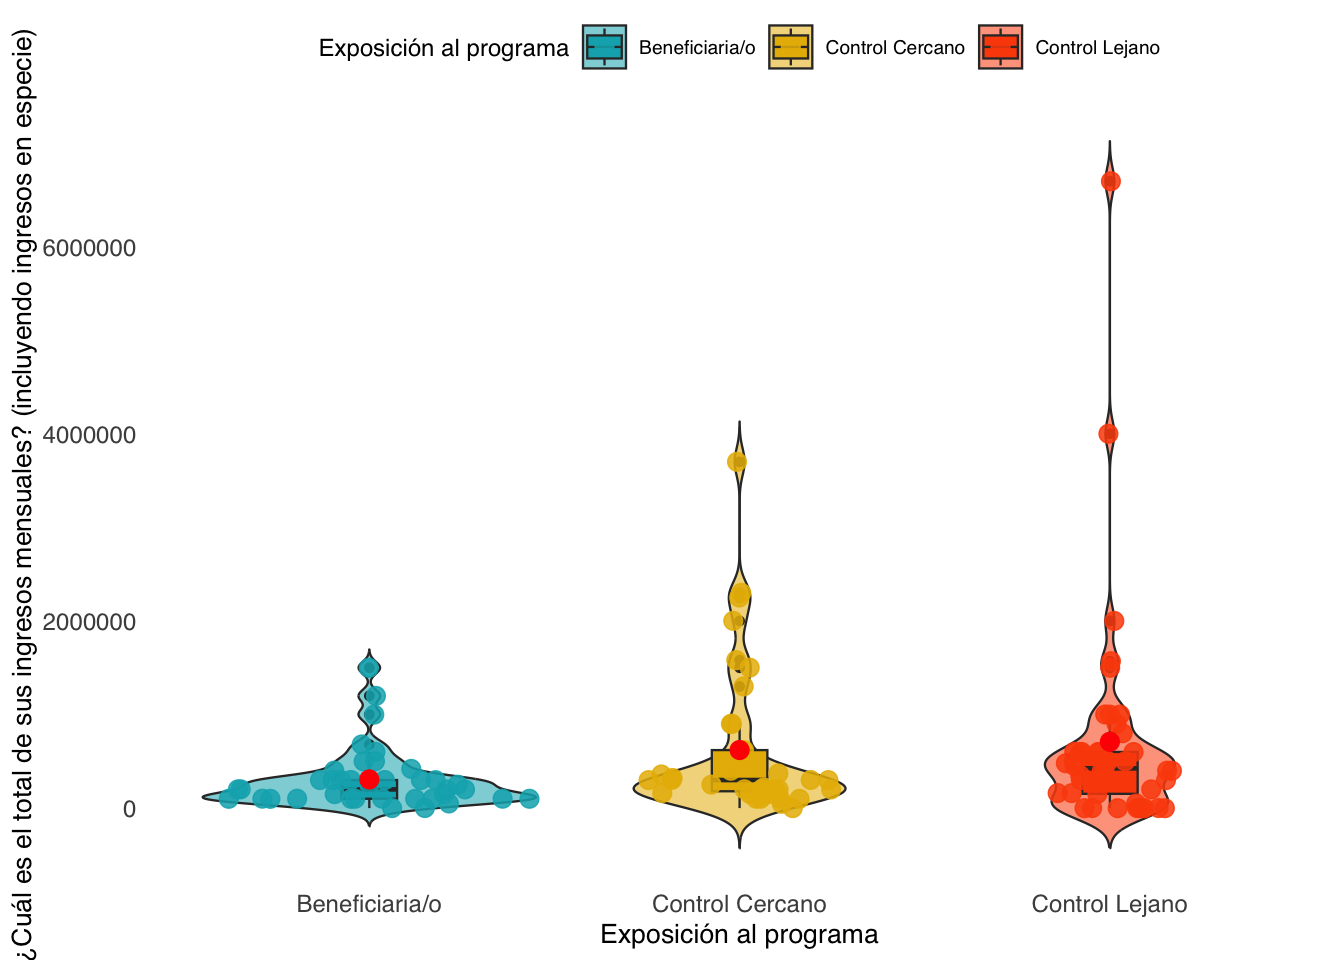 Exposición al programa
Beneficiaria/o
Control Cercano
Control Lejano
¿Cuál es el total de sus ingresos mensuales? (incluyendo ingresos en especie)
6000000
4000000
2000000
0
Beneficiaria/o
Control Cercano
Control Lejano
Exposición al programa